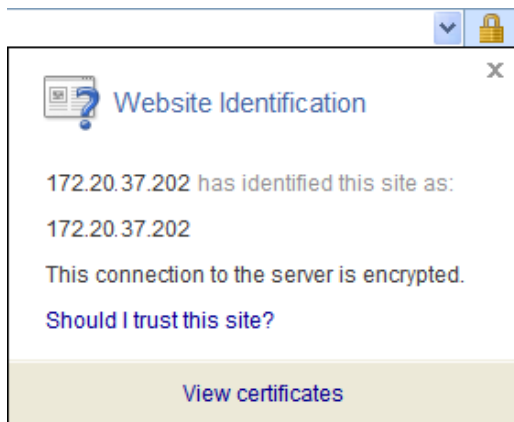 Website Identification
172.20.37.202 has identified this site as:
172.20.37.202
This connection to the server is encrypted.
Should I trust this site?
View certificates